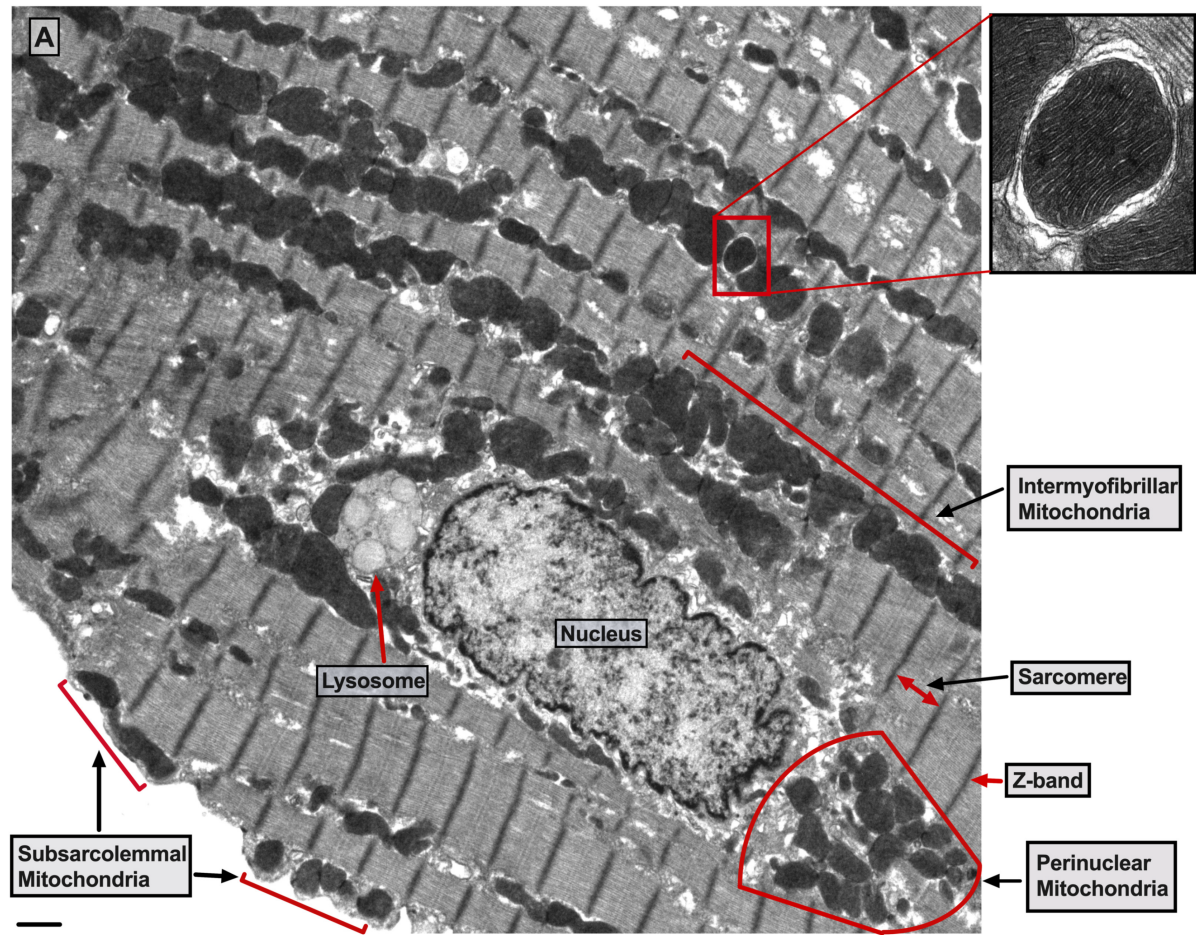 A
Intermyofibrillar
Mitochondria
Nucleus
Lysosome
Sarcomere
Z-band
Subsarcolemmal
Mitochondria
Perinuclear
Mitochondria